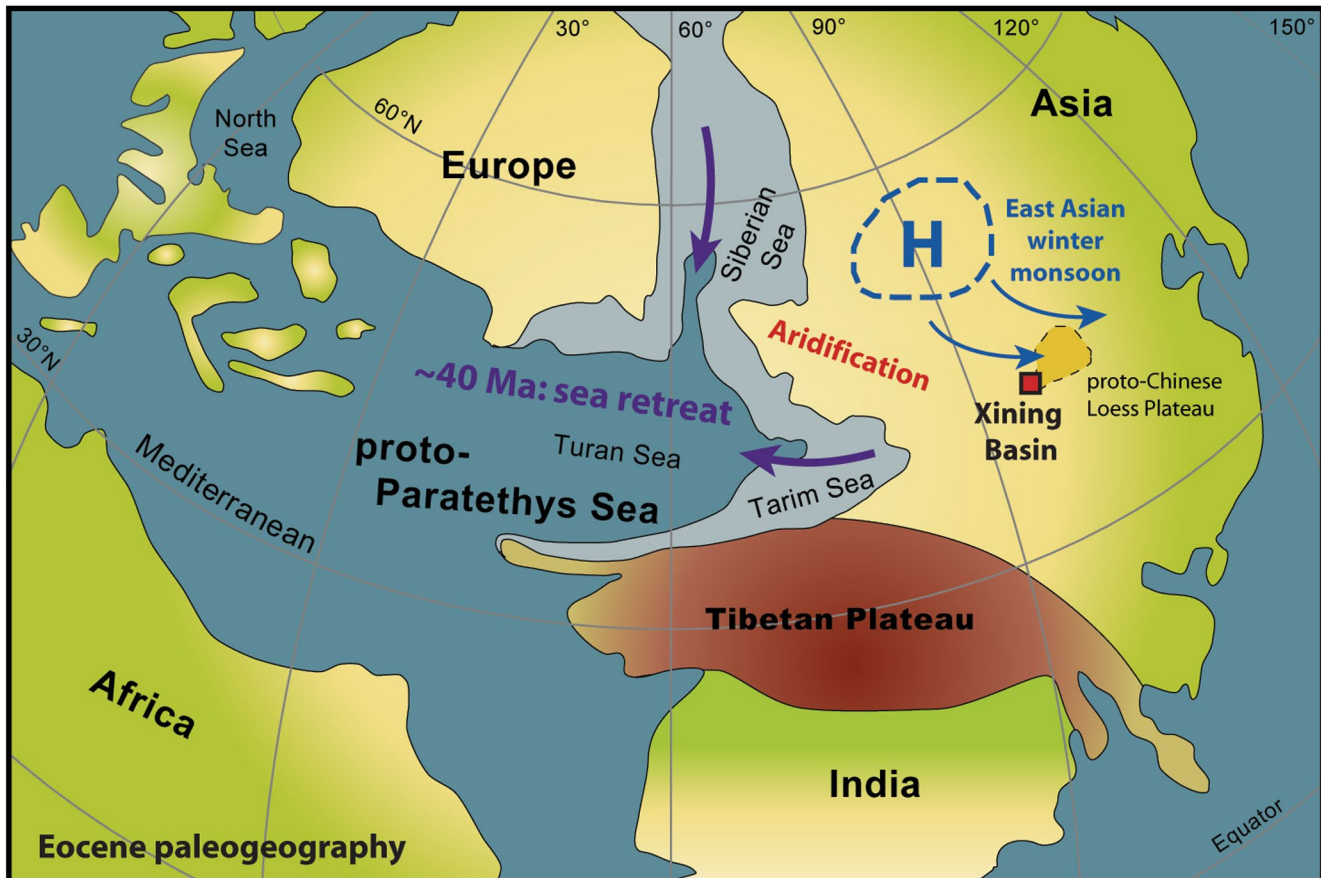 30°
60°
90°
120°
150°
North
Sea
60°N
Europe
Asia
Siberian
Sea
H
East Asian
winter
monsoon
30°N
Aridification
~40 Ma: sea retreat
proto-Chinese
Loess Plateau
Xining
Basin
Mediterranean
proto-
Paratethys Sea
Turan Sea
Tarim Sea
Tibetan Plateau
Africa
India
Equator
Eocene paleogeography